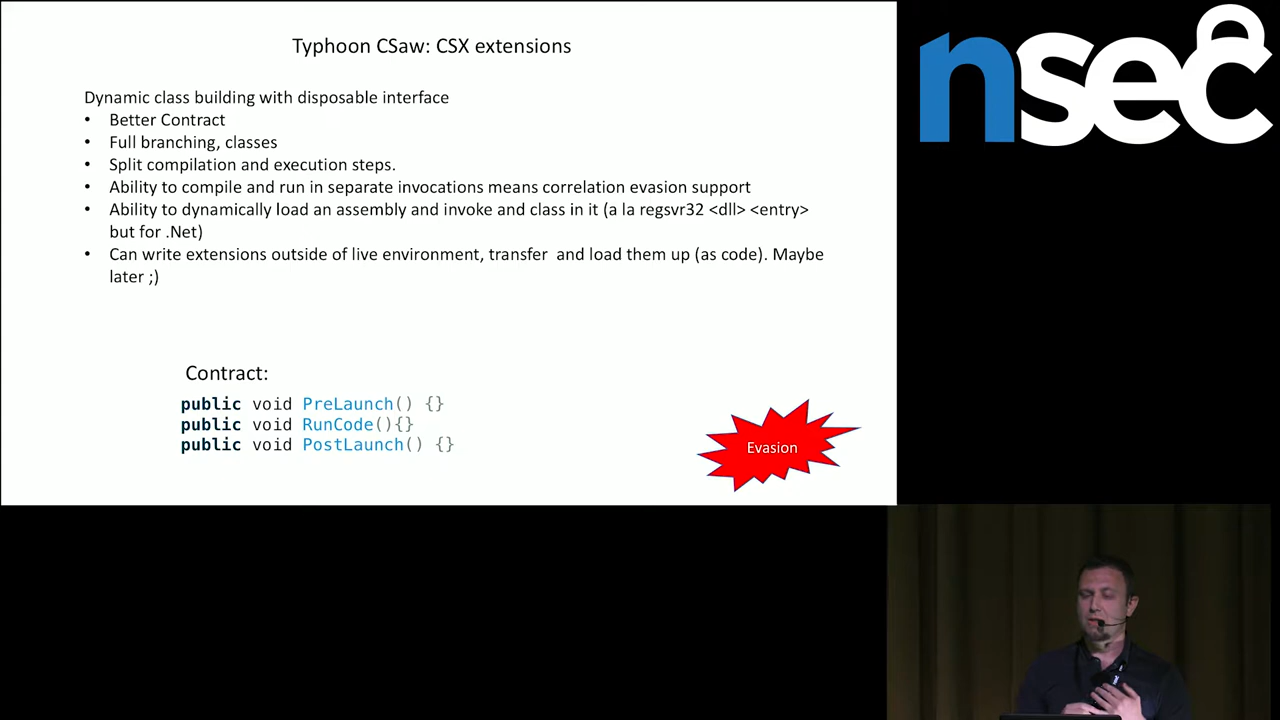 Typhoon CSaw: CSX extensions
Dynamic class building with disposable interface
• Better Contract
• Full branching, classes
• Split compilation and execution steps.
• Ability to compile and run in separate invocations means correlation evasion support
• Ability to dynamically load an assembly and invoke and class in it (a la regsvr32 <dll> <entry>
but for .Net)
• Can write extensions outside of live environment, transfer  and load them up (as code). Maybe
later ;)
Contract:
public void PreLaunch() {}
public void RunCode(){}
public void PostLaunch() {}
Evasion
nsec